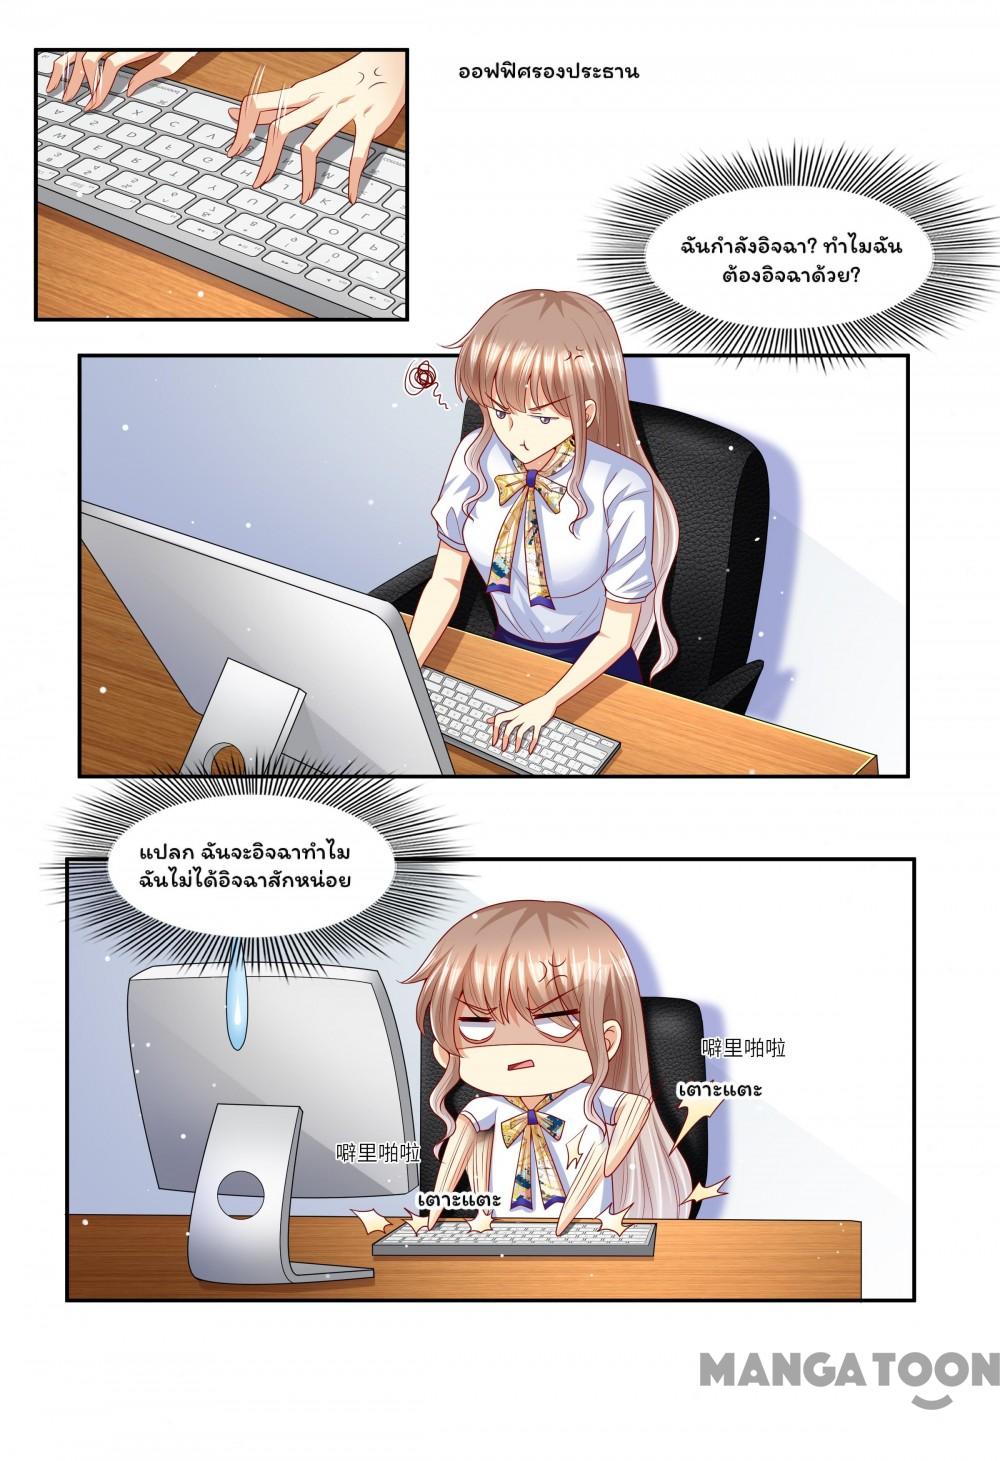 ออฟฟิศรองประธาน
ฉันกำลังอิจฉา? ทำไมฉัน
ต้องอิจฉาด้วย?
แปลก ฉันจะอิจฉาทำไม
ฉันไม่ได้อิจฉาสักหน่อย
噼里啪啦
เตาะแตะ
噼里啪啦
เตาะแตะ
MANGATOON